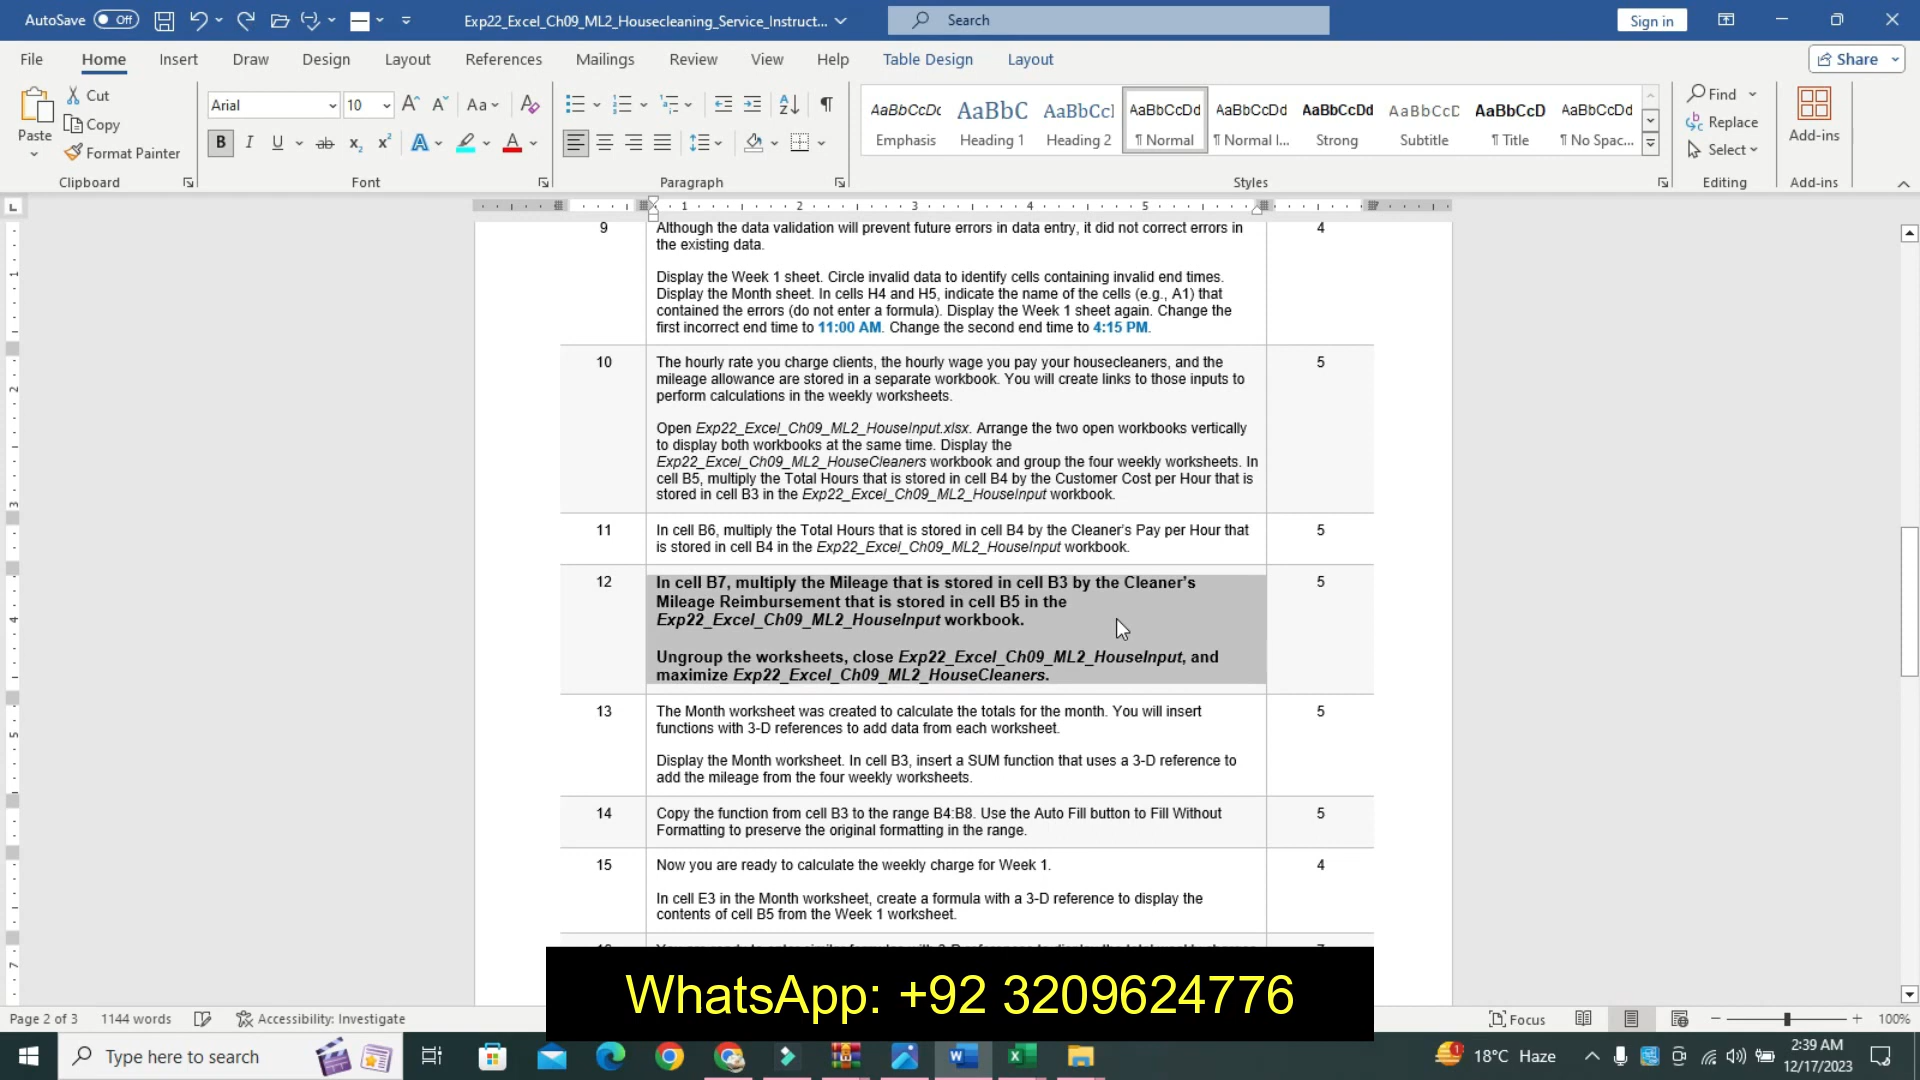 AutoSave Off
Exp22_Excel_Ch09_ML2_Housecleaning_Service_Instruct...
Search
Sign in
File Home Insert Draw Design Layout References Mailings Review View Help Table Design Layout
Share
Paste
Cut
Copy
Format Painter
Clipboard
Arial 10
Font
Paragraph
AaBbCcDc Emphasis
AaBbC Heading 1
AaBbCcI Heading 2
AaBbCcDd ¶ Normal
AaBbCcDd ¶ Normal I...
AaBbCcDd Strong
AaBbCcC Subtitle
AaBbCcD ¶ Title
AaBbCcDd ¶ No Spac...
Styles
Find
Replace
Select
Editing
Add-ins
Add-ins
1 2 3 4 5
9 Although the data validation will prevent future errors in data entry, it did not correct errors in 4
the existing data.
Display the Week 1 sheet. Circle invalid data to identify cells containing invalid end times.
Display the Month sheet. In cells H4 and H5, indicate the name of the cells (e.g., A1) that
contained the errors (do not enter a formula). Display the Week 1 sheet again. Change the
first incorrect end time to 11:00 AM. Change the second end time to 4:15 PM.
10 The hourly rate you charge clients, the hourly wage you pay your housecleaners, and the 5
mileage allowance are stored in a separate workbook. You will create links to those inputs to
perform calculations in the weekly worksheets.
Open Exp22_Excel_Ch09_ML2_HouseInput.xlsx. Arrange the two open workbooks vertically
to display both workbooks at the same time. Display the
Exp22_Excel_Ch09_ML2_HouseCleaners workbook and group the four weekly worksheets. In
cell B5, multiply the Total Hours that is stored in cell B4 by the Customer Cost per Hour that is
stored in cell B3 in the Exp22_Excel_Ch09_ML2_HouseInput workbook.
11 In cell B6, multiply the Total Hours that is stored in cell B4 by the Cleaner's Pay per Hour that 5
is stored in cell B4 in the Exp22_Excel_Ch09_ML2_HouseInput workbook.
12 In cell B7, multiply the Mileage that is stored in cell B3 by the Cleaner's 5
Mileage Reimbursement that is stored in cell B5 in the
Exp22_Excel_Ch09_ML2_HouseInput workbook.
Ungroup the worksheets, close Exp22_Excel_Ch09_ML2_HouseInput, and
maximize Exp22_Excel_Ch09_ML2_HouseCleaners.
13 The Month worksheet was created to calculate the totals for the month. You will insert 5
functions with 3-D references to add data from each worksheet.
Display the Month worksheet. In cell B3, insert a SUM function that uses a 3-D reference to
add the mileage from the four weekly worksheets.
14 Copy the function from cell B3 to the range B4:B8. Use the Auto Fill button to Fill Without 5
Formatting to preserve the original formatting in the range.
15 Now you are ready to calculate the weekly charge for Week 1. 4
In cell E3 in the Month worksheet, create a formula with a 3-D reference to display the
contents of cell B5 from the Week 1 worksheet.
WhatsApp: +92 3209624776
Page 2 of 3 1144 words Accessibility: Investigate Focus 100%
Type here to search
18°C Haze
2:39 AM
12/17/2023